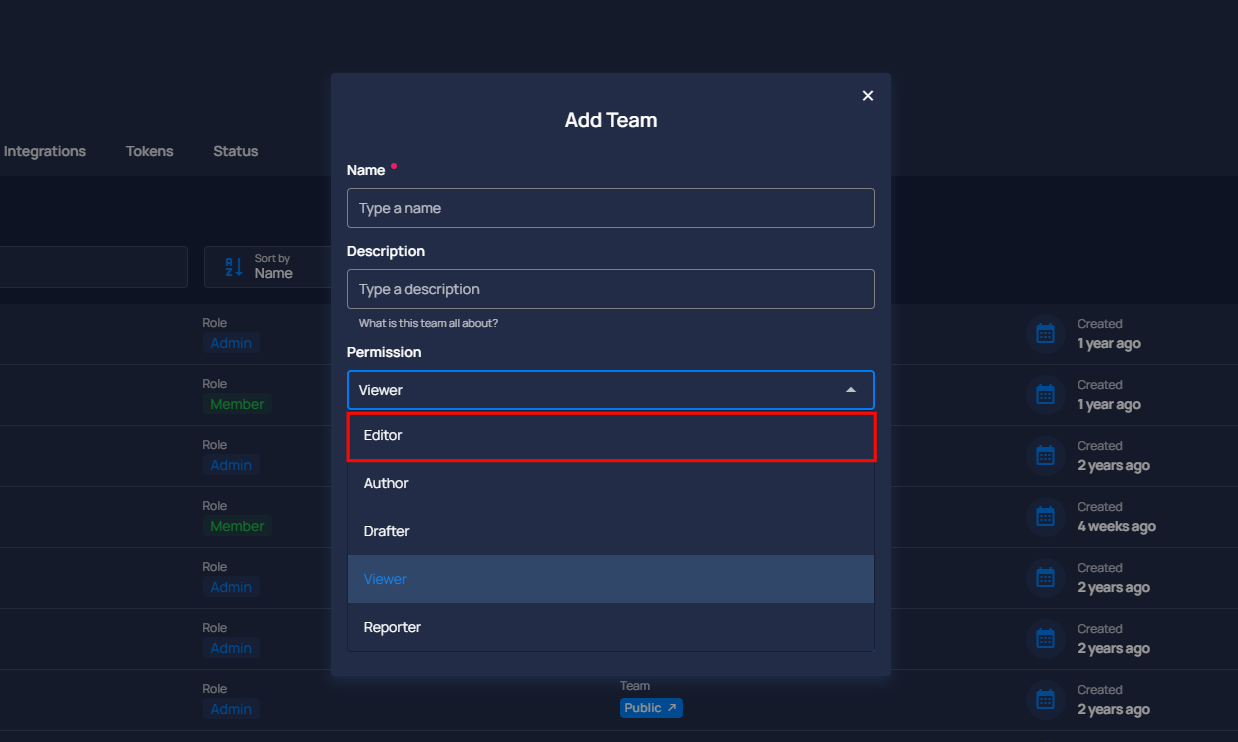 Add Team
Integrations
Tokens
Status
Name
Type a name
Description
Sort by
Name
Type a description
What is this team all about?
Permission
Viewer
Editor
Author
Drafter
Viewer
Reporter
Role
Admin
Created
1 year ago
Role
Member
Created
1 year ago
Role
Admin
Created
2 years ago
Role
Member
Created
4 weeks ago
Role
Admin
Created
2 years ago
Role
Admin
Created
2 years ago
Role
Admin
Team
Public
Created
2 years ago